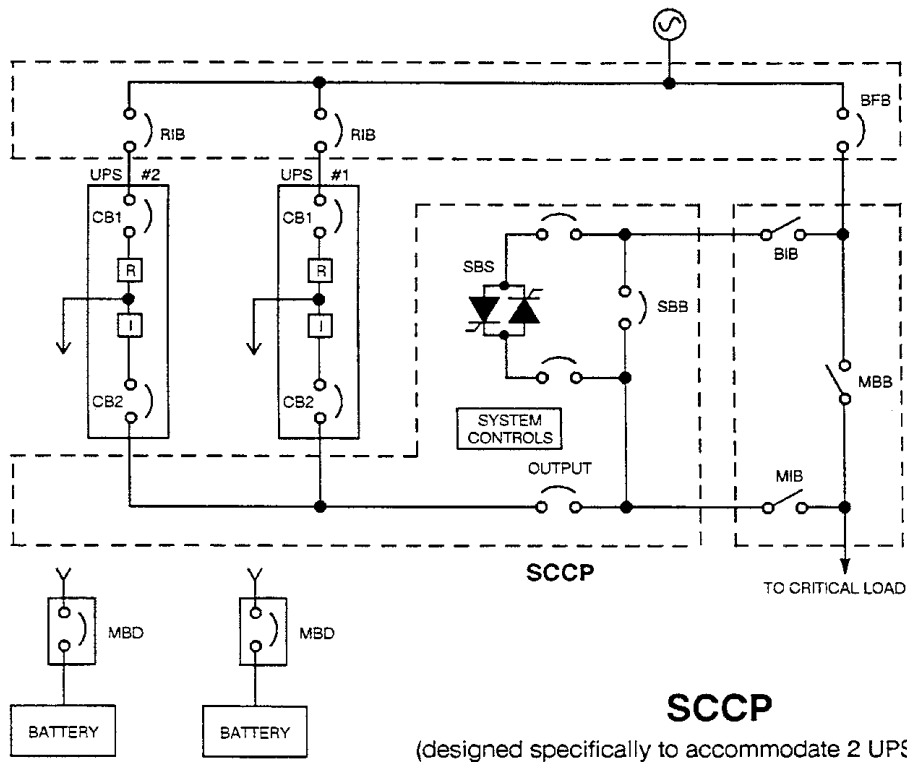 BFB
RIB
RIB
UPS #2
UPS #1
CB1
CB1
R
R
I
I
CB2
CB2
SBS
SBB
BIB
MBB
SYSTEM
CONTROLS
OUTPUT
MIB
SCCP
TO CRITICAL LOAD
MBD
MBD
BATTERY
BATTERY
SCCP
(designed specifically to accommodate 2 UPS